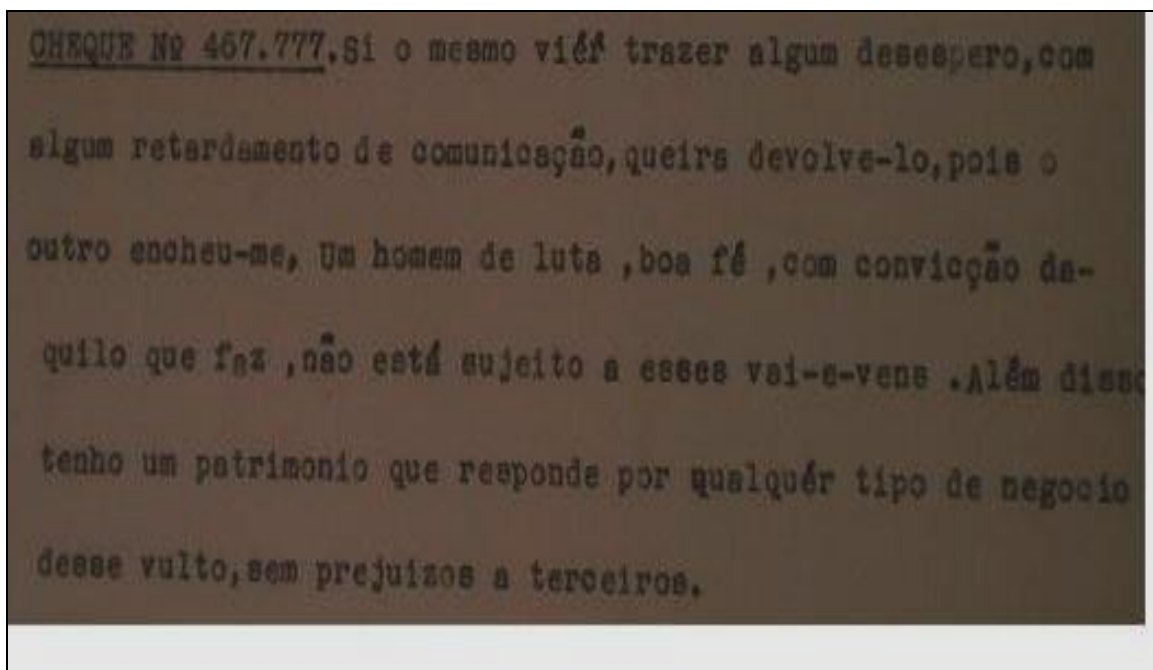 CHEQUE Nº 467.777.Si o mesmo viér trazer algum desespero,com
algum retardamento de comunicação,queira devolve-lo,pois o
outro encheu-me, Um homem de luta ,boa fé ,com convicção da-
quilo que faz ,não está sujeito a esses vai-e-vens .Além disso
tenho um patrimonio que responde por qualquér tipo de negocio
desse vulto,sem prejuizos a terceiros.